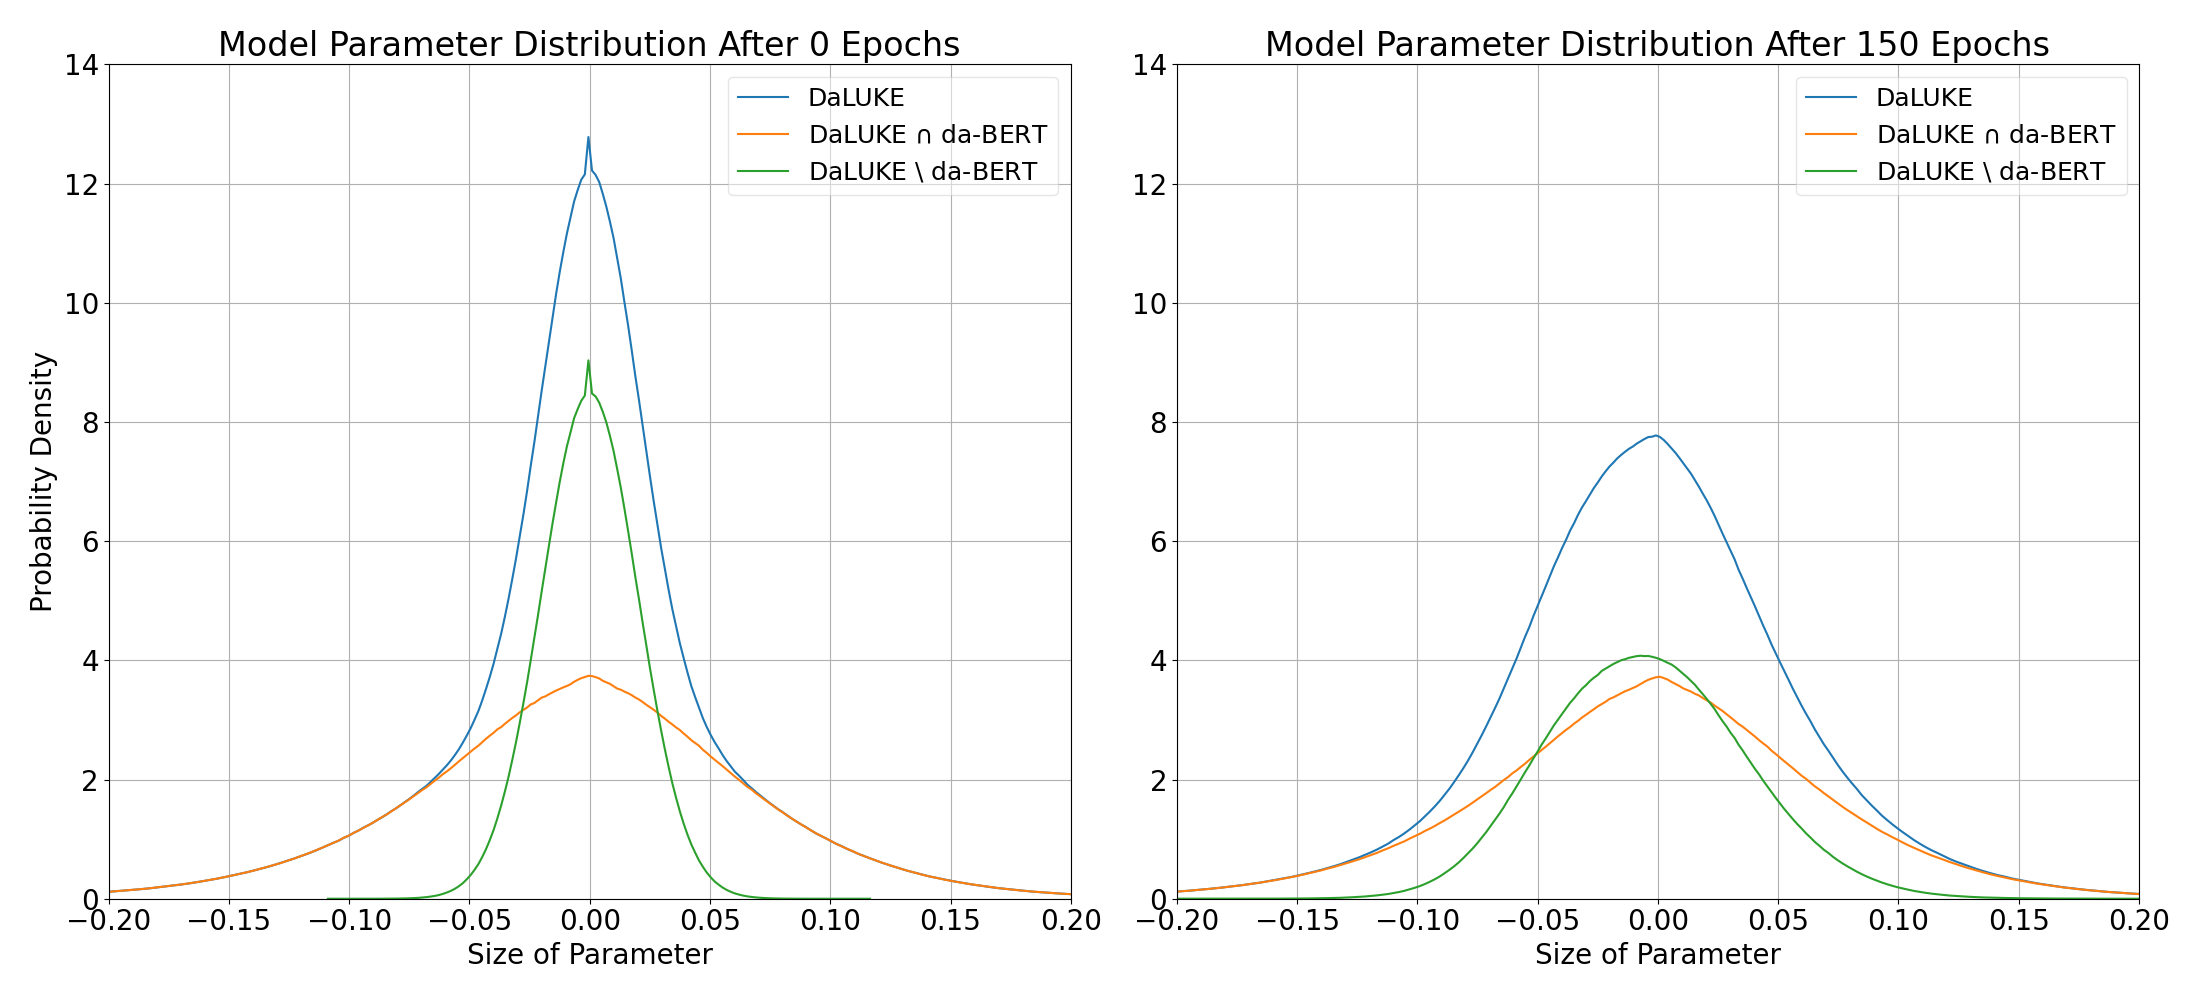 Model Parameter Distribution After 0 Epochs
14
12
10
8
6
4
2
0
Probability Density
DaLUKE
DaLUKE ∩ da-BERT
DaLUKE \ da-BERT
−0.20 −0.15 −0.10 −0.05 0.00 0.05 0.10 0.15 0.20
Size of Parameter
Model Parameter Distribution After 150 Epochs
14
12
10
8
6
4
2
0
DaLUKE
DaLUKE ∩ da-BERT
DaLUKE \ da-BERT
−0.20 −0.15 −0.10 −0.05 0.00 0.05 0.10 0.15 0.20
Size of Parameter